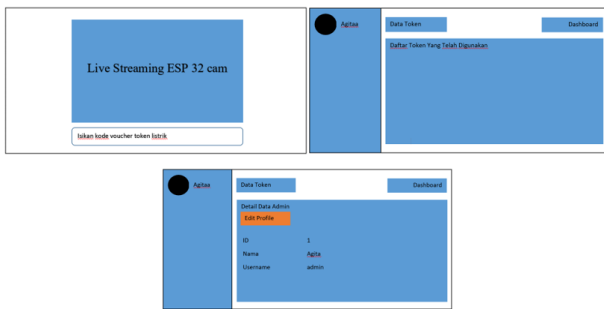 Live Streaming ESP 32 cam
Isikan kode voucher token listrik
Agitaa
Data Token
Dashboard
Daftar Token Yang Telah Digunakan
Agitaa
Data Token
Dashboard
Detail Data Admin
Edit Profile
ID 1
Nama Agita
Username admin